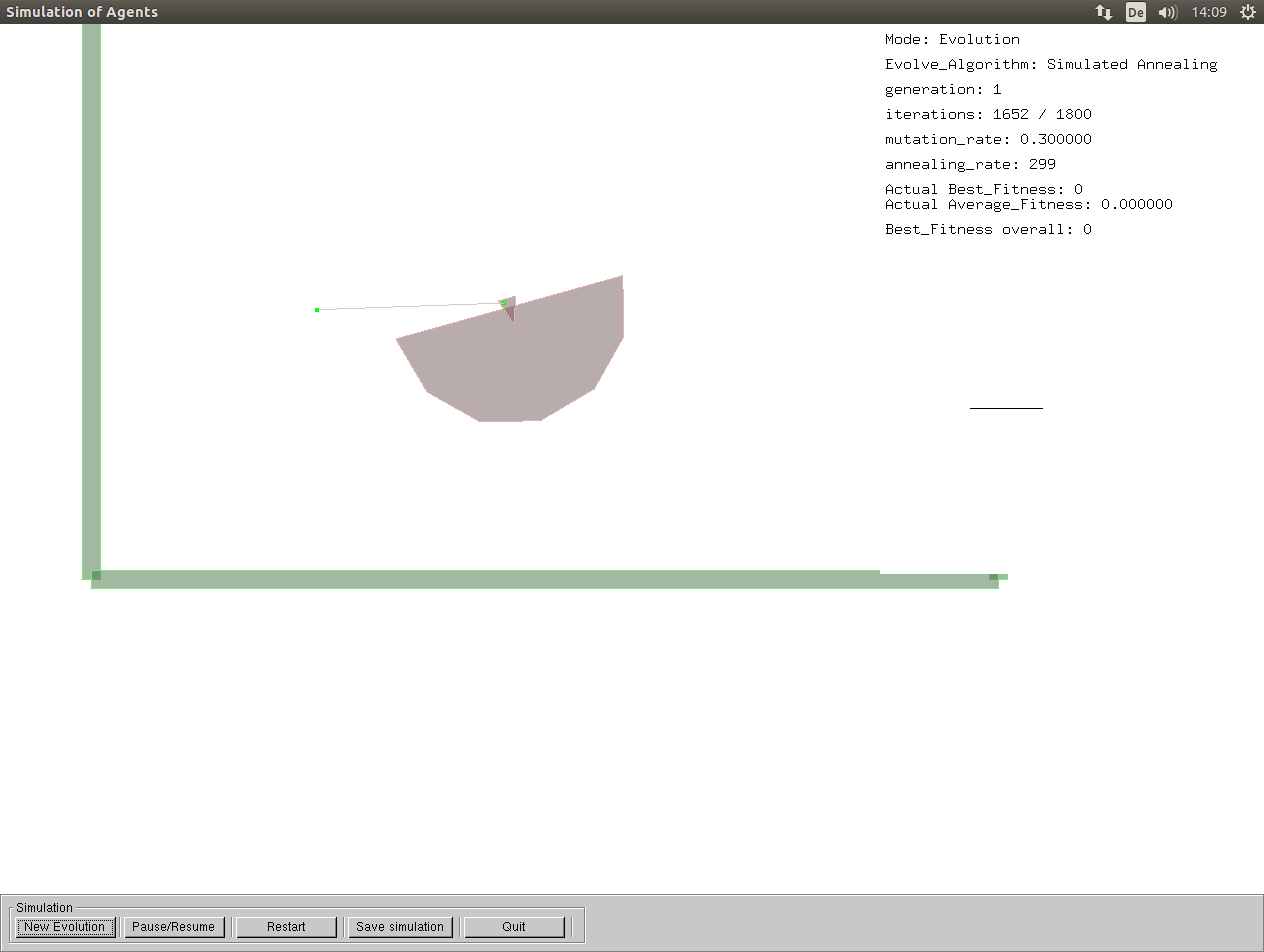 Simulation of Agents
De
14:09
Mode: Evolution
Evolve_Algorithm: Simulated Annealing
generation: 1
iterations: 1652 / 1800
mutation_rate: 0.300000
annealing_rate: 299
Actual Best_Fitness: 0
Actual Average_Fitness: 0.000000
Best_Fitness overall: 0
Simulation
New Evolution
Pause/Resume
Restart
Save simulation
Quit